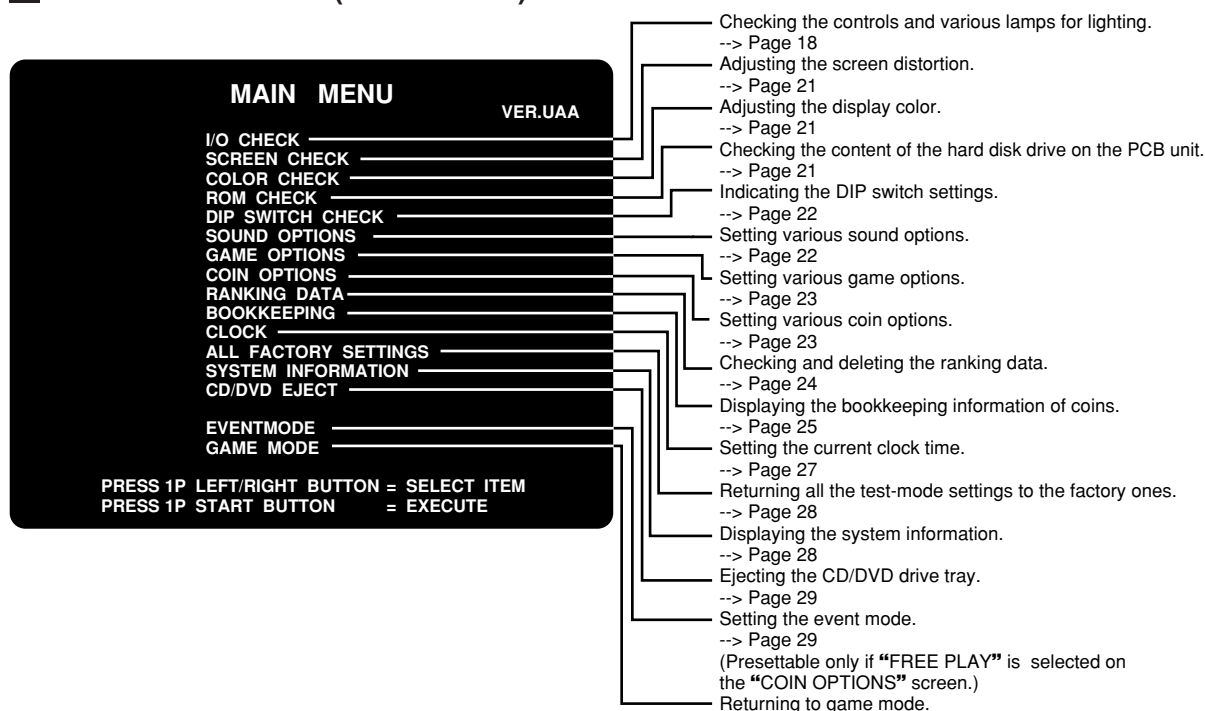 MAIN MENU
VER.UAA
I/O CHECK
SCREEN CHECK
COLOR CHECK
ROM CHECK
DIP SWITCH CHECK
SOUND OPTIONS
GAME OPTIONS
COIN OPTIONS
RANKING DATA
BOOKKEEPING
CLOCK
ALL FACTORY SETTINGS
SYSTEM INFORMATION
CD/DVD EJECT
EVENTMODE
GAME MODE
PRESS 1P LEFT/RIGHT BUTTON = SELECT ITEM
PRESS 1P START BUTTON = EXECUTE
Checking the controls and various lamps for lighting.
--> Page 18
Adjusting the screen distortion.
--> Page 21
Adjusting the display color.
--> Page 21
Checking the content of the hard disk drive on the PCB unit.
--> Page 21
Indicating the DIP switch settings.
--> Page 22
Setting various sound options.
--> Page 22
Setting various game options.
--> Page 23
Setting various coin options.
--> Page 23
Checking and deleting the ranking data.
--> Page 24
Displaying the bookkeeping information of coins.
--> Page 25
Setting the current clock time.
--> Page 27
Returning all the test-mode settings to the factory ones.
--> Page 28
Displaying the system information.
--> Page 28
Ejecting the CD/DVD drive tray.
--> Page 29
Setting the event mode.
--> Page 29
(Presettable only if “FREE PLAY” is selected on
the “COIN OPTIONS” screen.)
Returning to game mode.